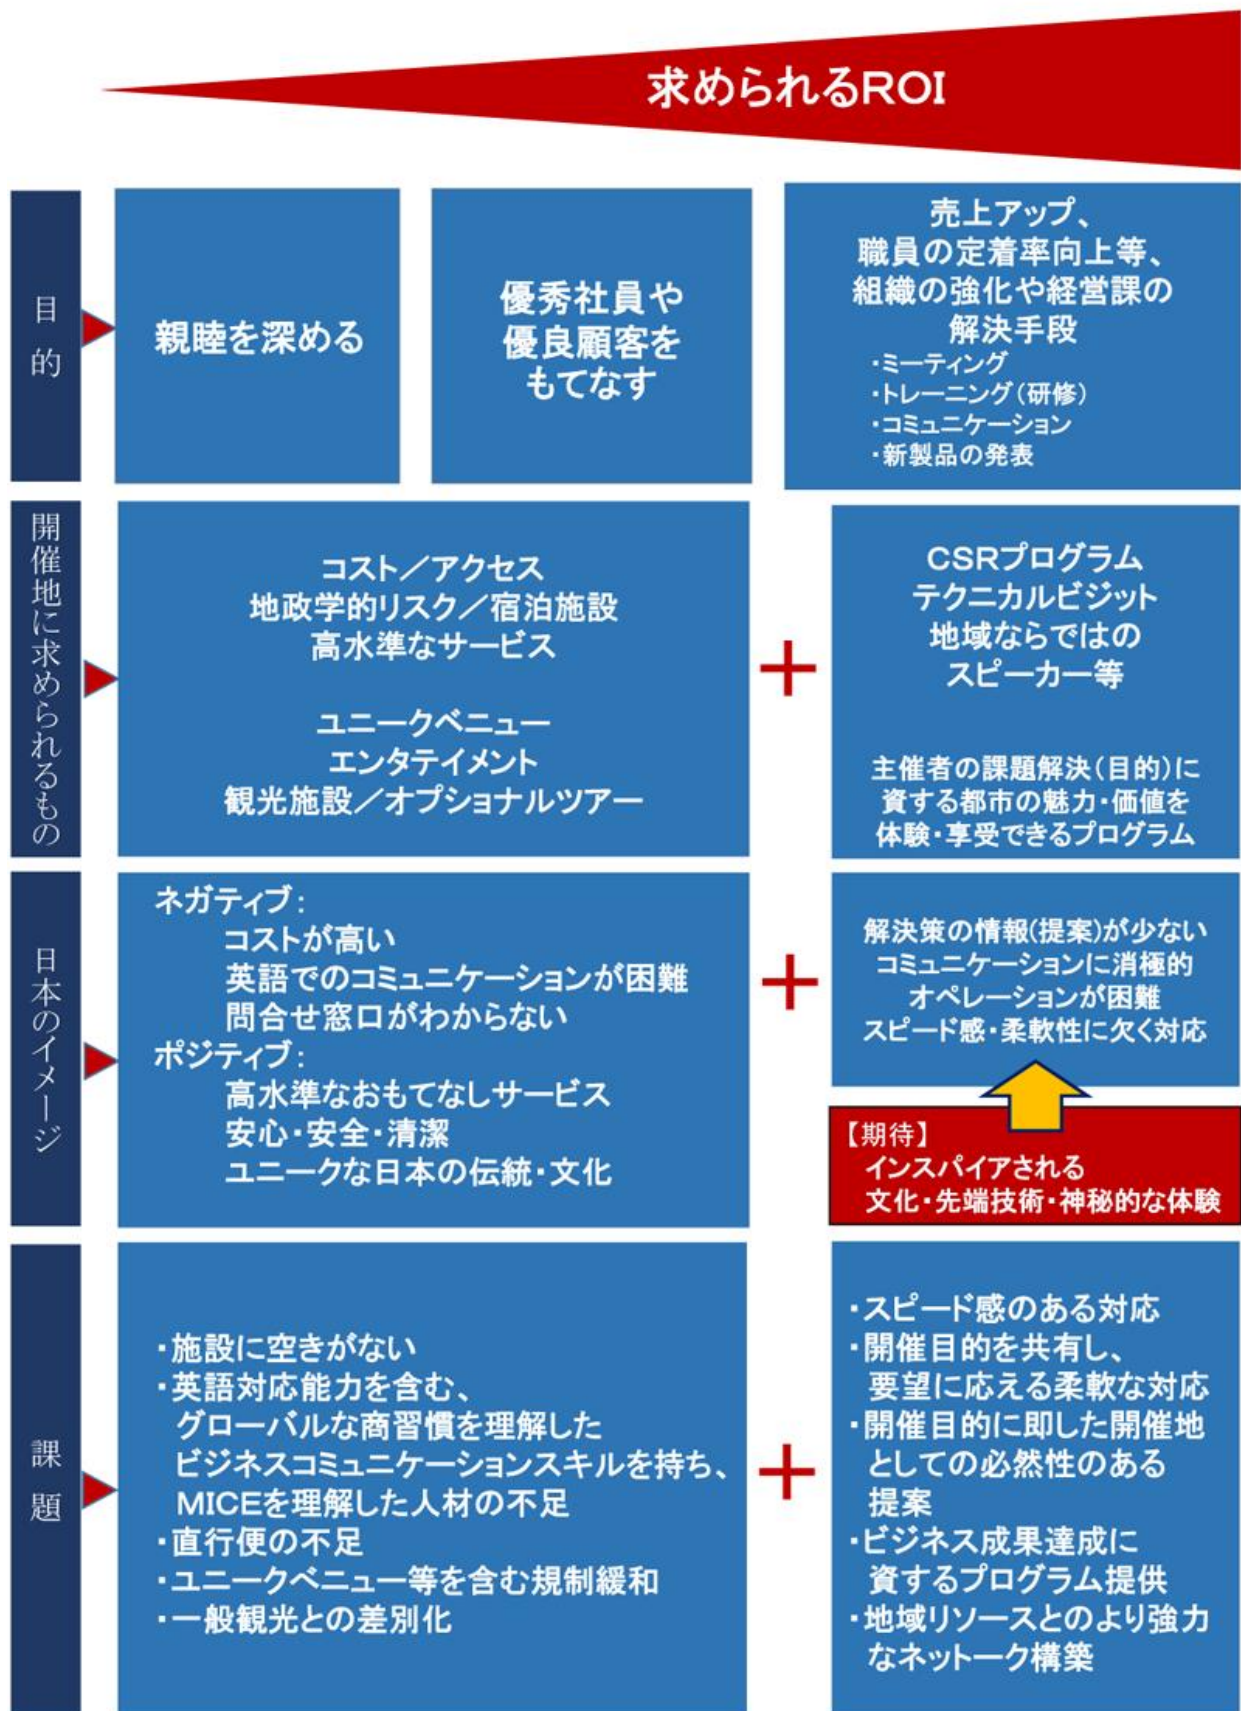 求められるROI
目的
親睦を深める
優秀社員や
優良顧客を
もてなす
売上アップ、
職員の定着率向上等、
組織の強化や経営課の
解決手段
・ミーティング
・トレーニング(研修)
・コミュニケーション
・新製品の発表
開催地に求められるもの
コスト／アクセス
地政学的リスク／宿泊施設
高水準なサービス
ユニークベニュー
エンタテイメント
観光施設／オプショナルツアー
+
CSRプログラム
テクニカルビジット
地域ならではの
スピーカー等
主催者の課題解決(目的)に
資する都市の魅力・価値を
体験・享受できるプログラム
日本のイメージ
ネガティブ:
コストが高い
英語でのコミュニケーションが困難
問合せ窓口がわからない
ポジティブ:
高水準なおもてなしサービス
安心・安全・清潔
ユニークな日本の伝統・文化
+
解決策の情報(提案)が少ない
コミュニケーションに消極的
オペレーションが困難
スピード感・柔軟性に欠く対応
【期待】
インスパイアされる
文化・先端技術・神秘的な体験
課題
・施設に空きがない
・英語対応能力を含む、
グローバルな商習慣を理解した
ビジネスコミュニケーションスキルを持ち、
MICEを理解した人材の不足
・直行便の不足
・ユニークベニュー等を含む規制緩和
・一般観光との差別化
+
・スピード感のある対応
・開催目的を共有し、
要望に応える柔軟な対応
・開催目的に即した開催地
としての必然性のある
提案
・ビジネス成果達成に
資するプログラム提供
・地域リソースとのより強力
なネットーク構築